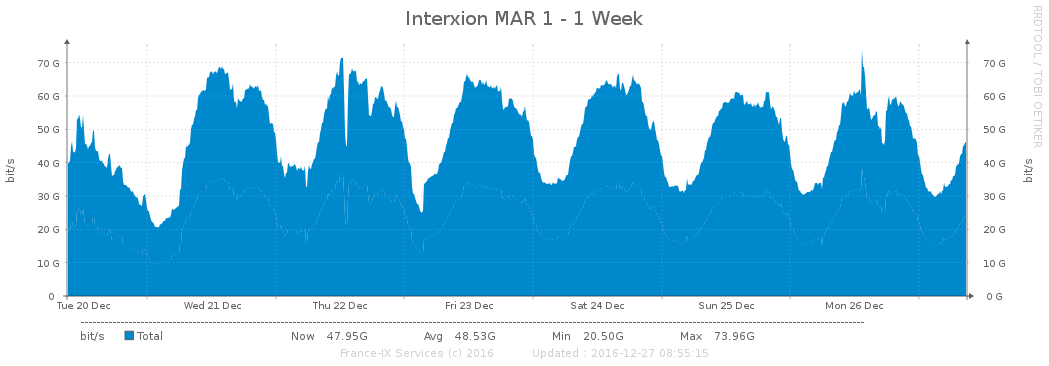 Interxion MAR 1 - 1 Week
RRDTOOL / TOBI OETIKER
bit/s
70 G 70 G
60 G 60 G
50 G 50 G
40 G 40 G
30 G 30 G
20 G 20 G
10 G 10 G
0 0 G
bit/s
Tue 20 Dec Wed 21 Dec Thu 22 Dec Fri 23 Dec Sat 24 Dec Sun 25 Dec Mon 26 Dec
bit/s Total Now 47.95G Avg 48.53G Min 20.50G Max 73.96G
France-IX Services (c) 2016 Updated : 2016-12-27 08:55:15